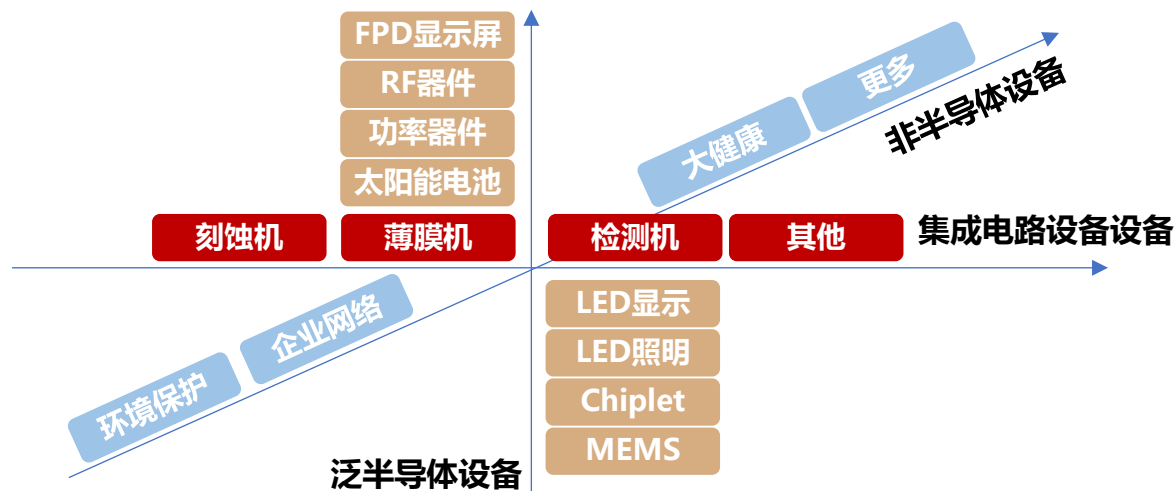 FPD显示屏
RF器件
功率器件
太阳能电池
更多
大健康
非半导体设备
刻蚀机
薄膜机
检测机
其他
集成电路设备设备
企业网络
环境保护
LED显示
LED照明
Chiplet
MEMS
泛半导体设备